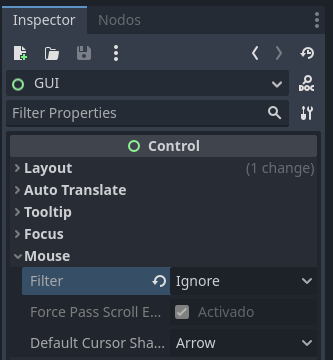 Inspector Nodos
GUI
DOC
Filter Properties
Control
Layout (1 change)
Auto Translate
Tooltip
Focus
Mouse
Filter Ignore
Force Pass Scroll E... Activado
Default Cursor Sha... Arrow